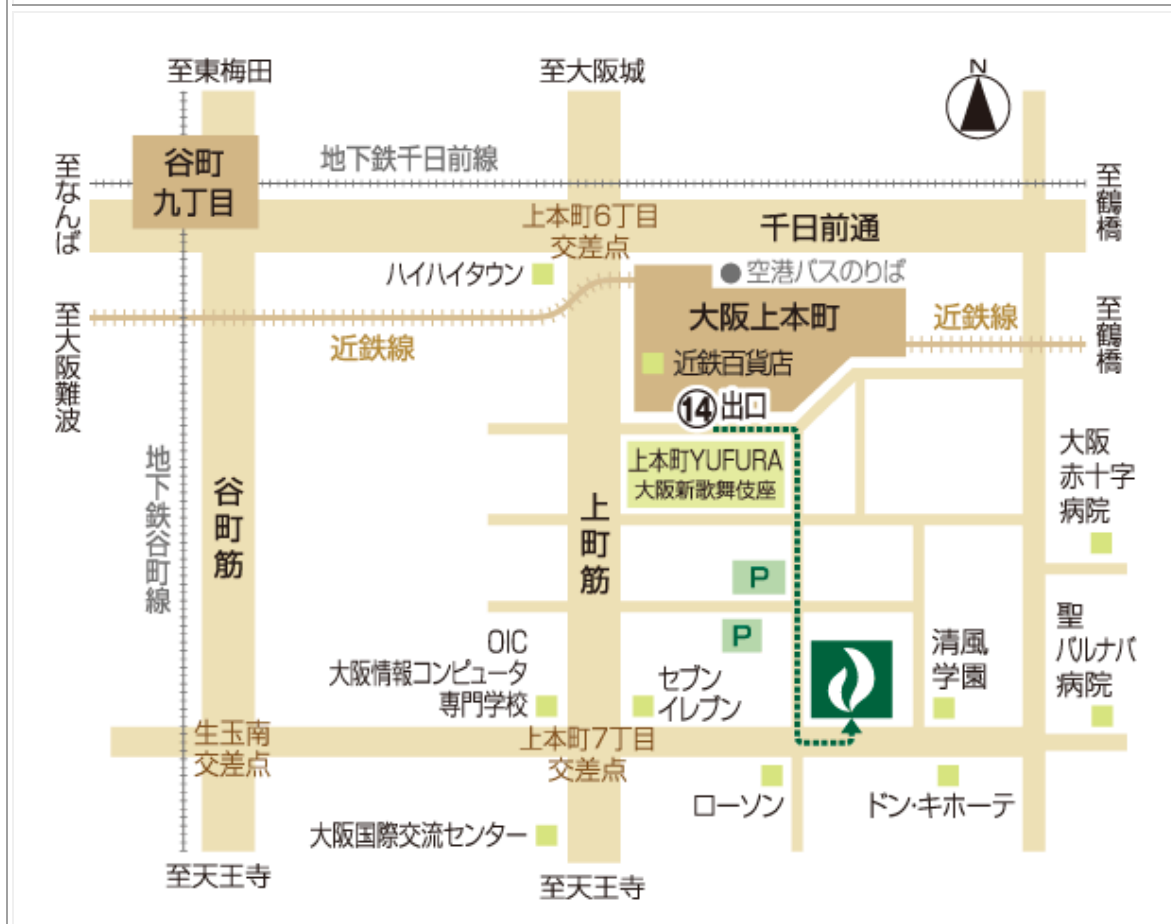 至東梅田
至大阪城
N
谷町
九丁目
地下鉄千日前線
至なんば
至鶴橋
上本町6丁目
交差点
千日前通
ハイハイタウン
空港バスのりば
大阪上本町
近鉄線
近鉄線
至大阪難波
至鶴橋
近鉄百貨店
14 出口
上本町YUFURA
大阪新歌舞伎座
大阪
赤十字
病院
地下鉄谷町線
谷町筋
上町筋
P
P
OIC
大阪情報コンピュータ
専門学校
セブン
イレブン
清風
学園
聖
バルナバ
病院
生玉南
交差点
上本町7丁目
交差点
ローソン
ドン・キホーテ
大阪国際交流センター
至天王寺
至天王寺